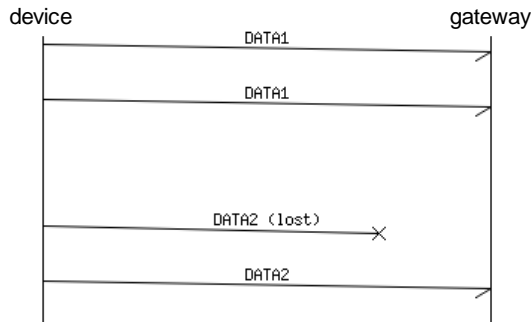 device
gateway
DATA1
DATA1
DATA2 (lost)
DATA2